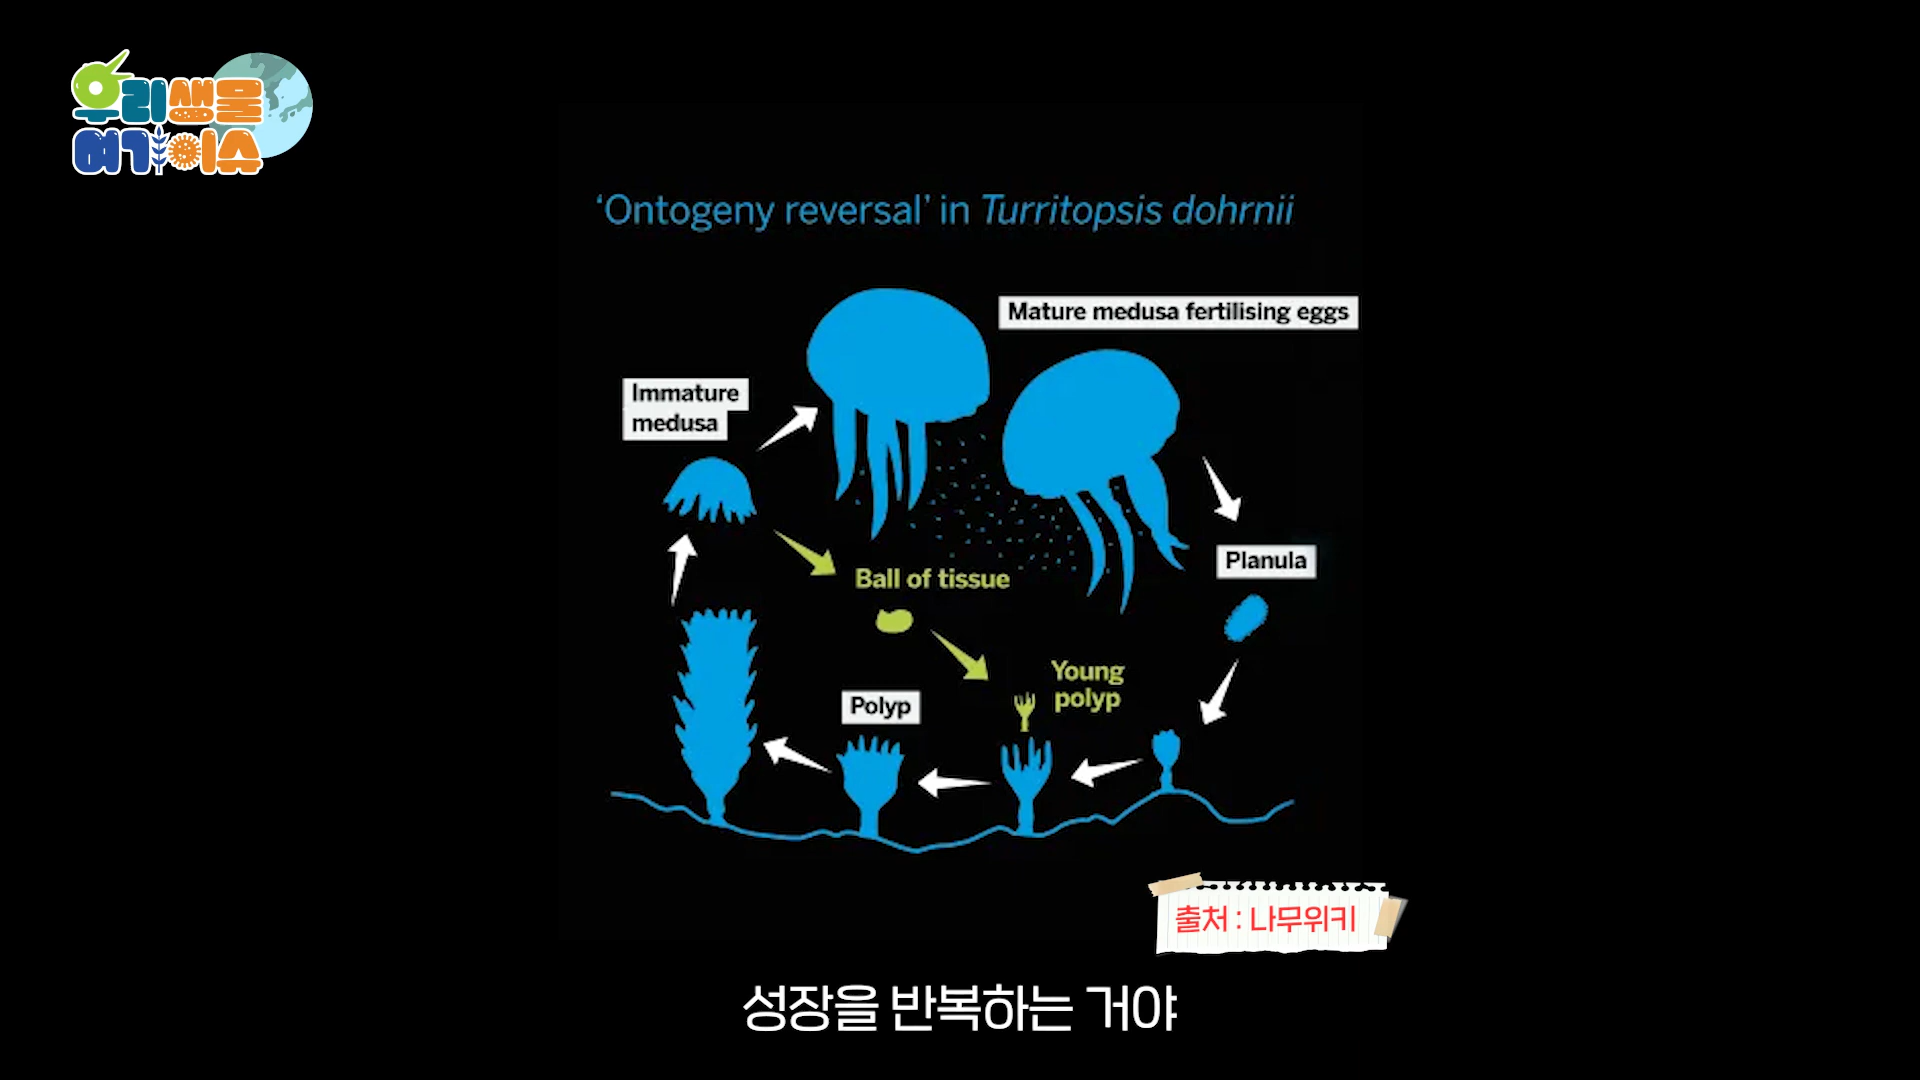 우리생물
여기이슈
‘Ontogeny reversal’ in Turritopsis dohrnii
Mature medusa fertilising eggs
Immature
medusa
Planula
Ball of tissue
Young
polyp
Polyp
출처 : 나무위키
성장을 반복하는 거야